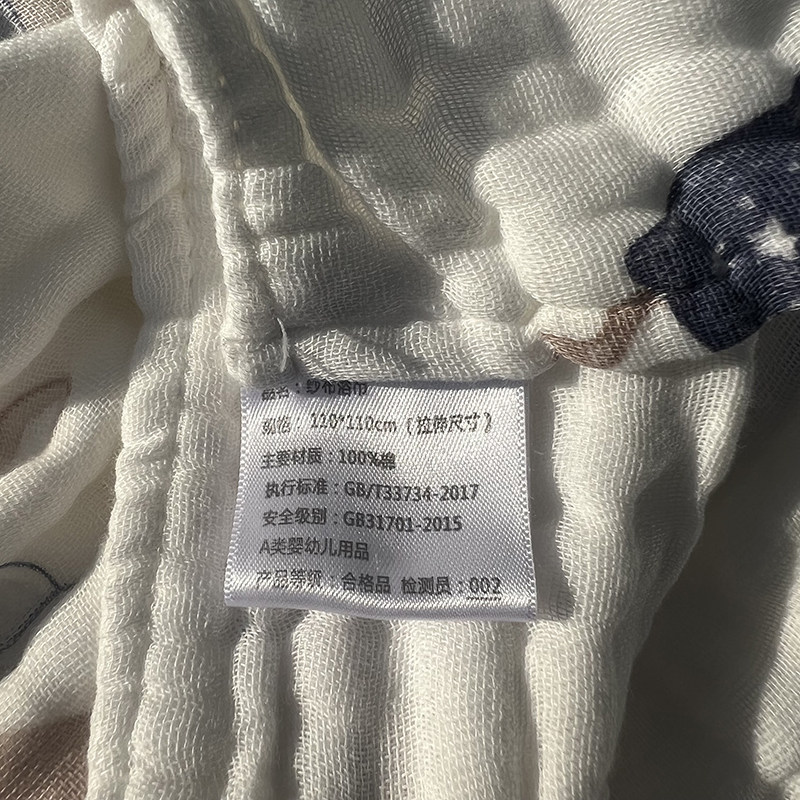 品名：纱布浴巾
规格：110*110cm（拉伸尺寸）
主要材质：100%棉
执行标准：GB/T33734-2017
安全级别：GB31701-2015
A类婴幼儿用品
产品等级：合格品 检测员：002